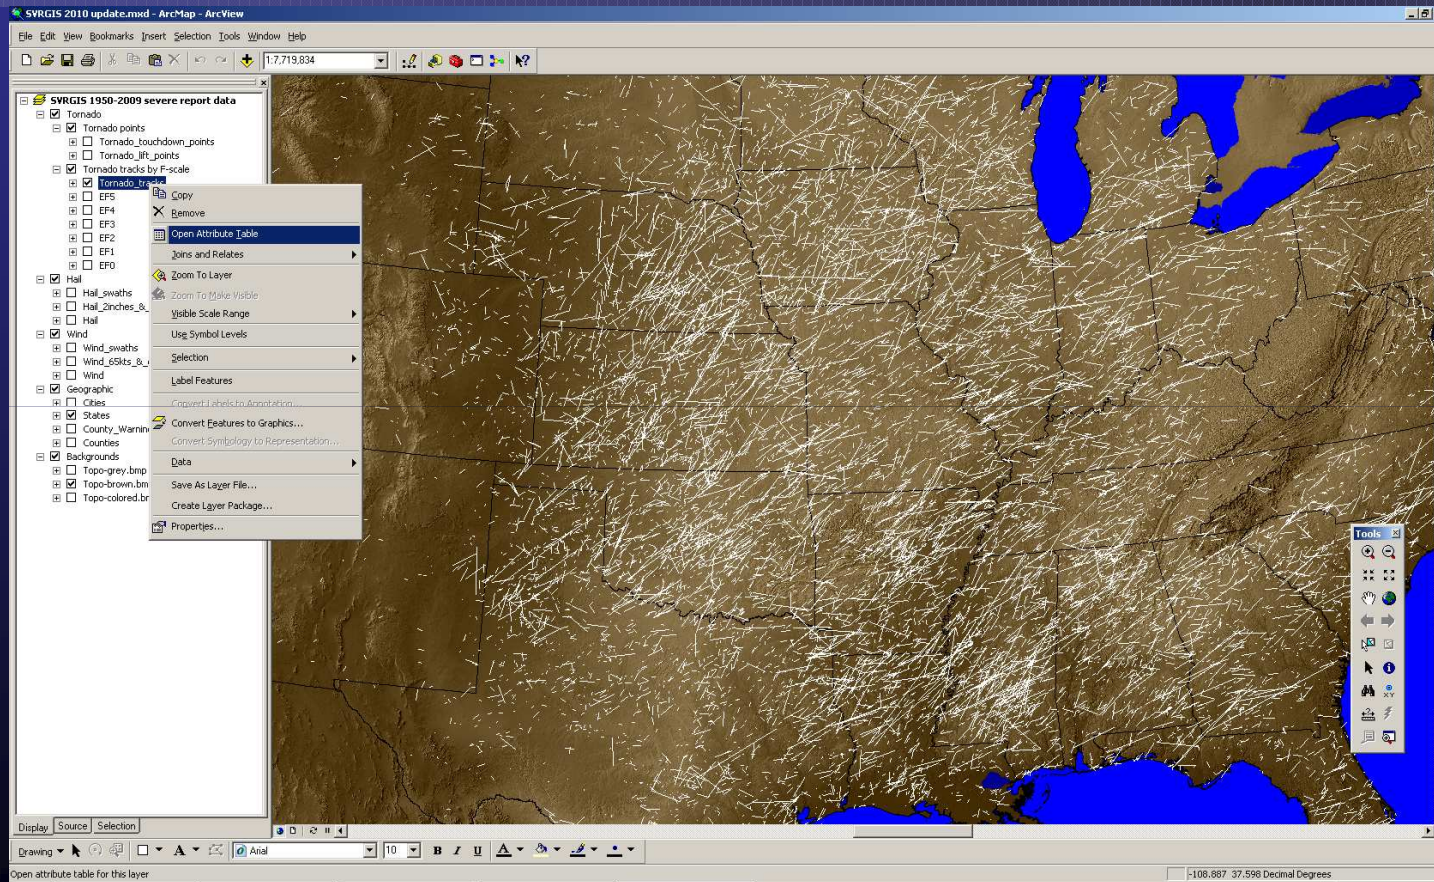 SVRGIS 2010 update.mxd - ArcMap - ArcView
File Edit View Bookmarks Insert Selection Tools Window Help
1:7,719,834
SVRGIS 1950-2009 severe report data
Tornado
Tornado points
Tornado_touchdown_points
Tornado_lift_points
Tornado tracks by F-scale
Tornado_tracks
EF5
EF4
EF3
EF2
EF1
EF0
Hail
Hail_swaths
Hail_2inches_&_
Hail
Wind
Wind_swaths
Wind_65kts_&_
Wind
Geographic
Cities
States
County_Warnin
Counties
Backgrounds
Topo-grey.bmp
Topo-brown.bm
Topo-colored.br
Copy
Remove
Open Attribute Table
Joins and Relates
Zoom To Layer
Zoom To Make Visible
Visible Scale Range
Use Symbol Levels
Selection
Label Features
Convert Labels to Annotation...
Convert Features to Graphics...
Convert Symbology to Representation...
Data
Save As Layer File...
Create Layer Package...
Properties...
Tools
XY
Display Source Selection
Drawing A Arial 10 B I U A
Open attribute table for this layer
-108.887 37.598 Decimal Degrees